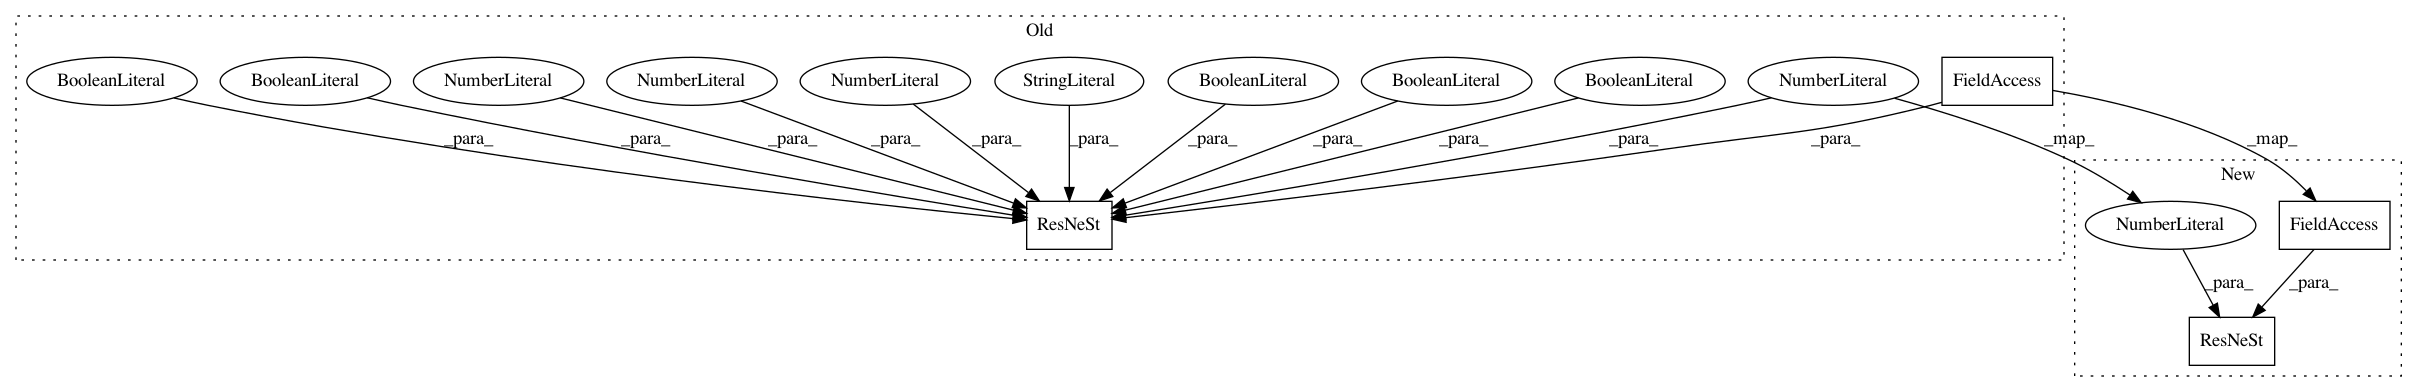 Old
BooleanLiteral
BooleanLiteral
NumberLiteral
NumberLiteral
NumberLiteral
StringLiteral
BooleanLiteral
BooleanLiteral
BooleanLiteral
NumberLiteral
FieldAccess
_para_
_para_
_para_
_para_
_para_
_para_
_para_
_para_
_para_
_para_
_para_
_map_
_map_
New
ResNeSt
NumberLiteral
FieldAccess
_para_
_para_
ResNeSt